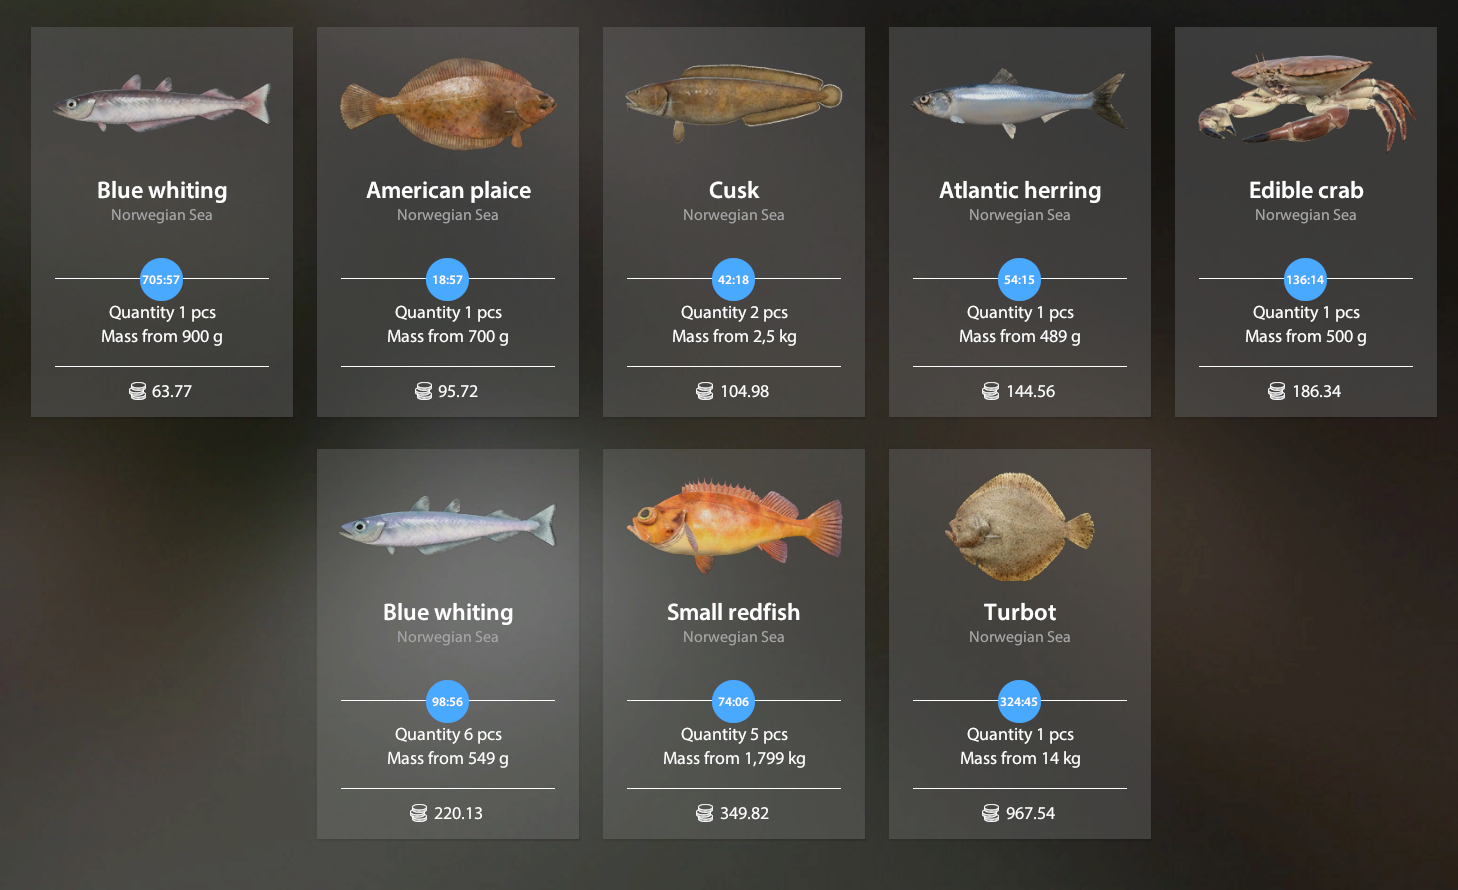 Blue whiting
Norwegian Sea
705:57
Quantity 1 pcs
Mass from 900 g
63.77
American plaice
Norwegian Sea
18:57
Quantity 1 pcs
Mass from 700 g
95.72
Cusk
Norwegian Sea
42:18
Quantity 2 pcs
Mass from 2,5 kg
104.98
Atlantic herring
Norwegian Sea
54:15
Quantity 1 pcs
Mass from 489 g
144.56
Edible crab
Norwegian Sea
136:14
Quantity 1 pcs
Mass from 500 g
186.34
Blue whiting
Norwegian Sea
98:56
Quantity 6 pcs
Mass from 549 g
220.13
Small redfish
Norwegian Sea
74:06
Quantity 5 pcs
Mass from 1,799 kg
349.82
Turbot
Norwegian Sea
324:45
Quantity 1 pcs
Mass from 14 kg
967.54